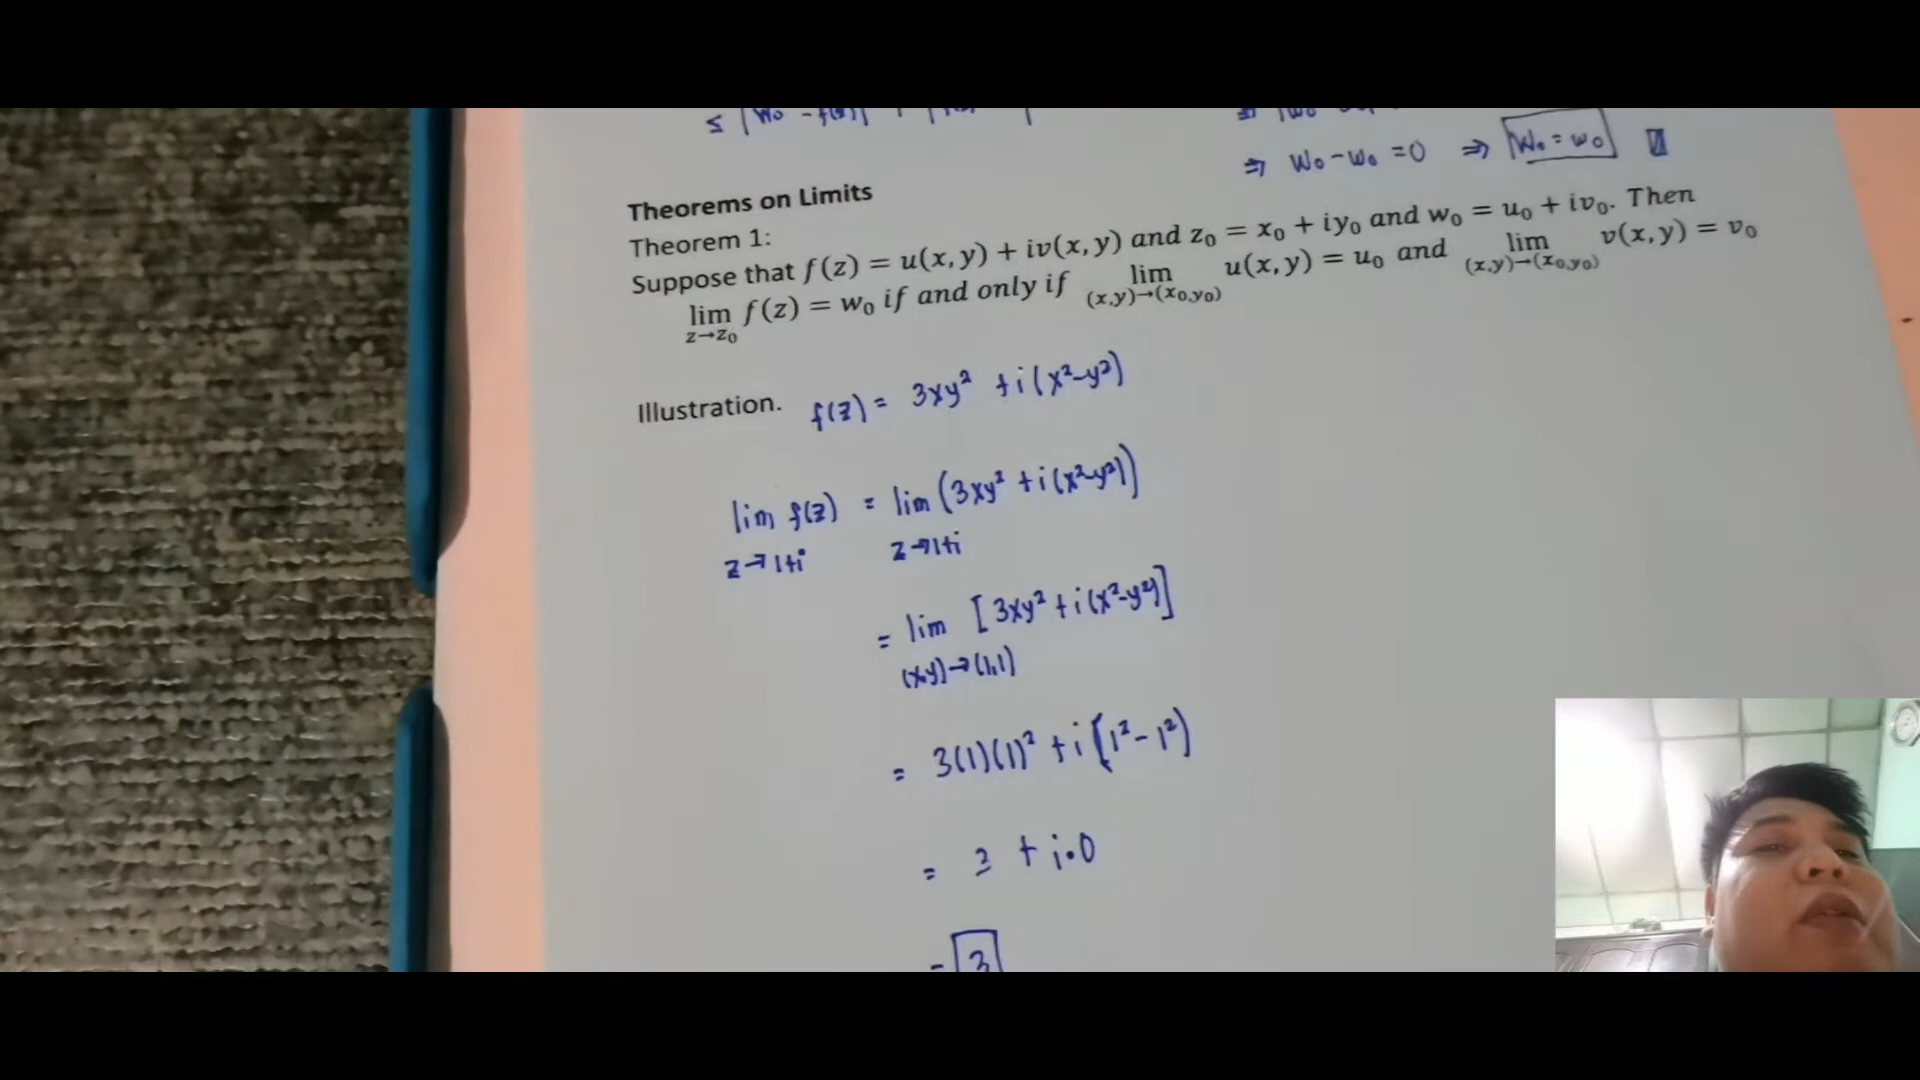 ≤ |W₀ - f(z)| +
⇒ W₀ - w₀ = 0 ⇒ W₀ = w₀
Theorems on Limits
Theorem 1:
Suppose that f(z) = u(x, y) + iv(x, y) and z₀ = x₀ + iy₀ and w₀ = u₀ + iv₀. Then
lim z→z₀ f(z) = w₀ if and only if lim (x,y)→(x₀,y₀) u(x, y) = u₀ and lim (x,y)→(x₀,y₀) v(x, y) = v₀
Illustration. f(z) = 3xy² + i(x²-y²)
lim f(z) = lim (3xy² + i(x²-y²))
z→1+i z→1+i
= lim [3xy² + i(x²-y²)]
(x,y)→(1,1)
= 3(1)(1)² + i(1² - 1²)
= 3 + i·0
= 3